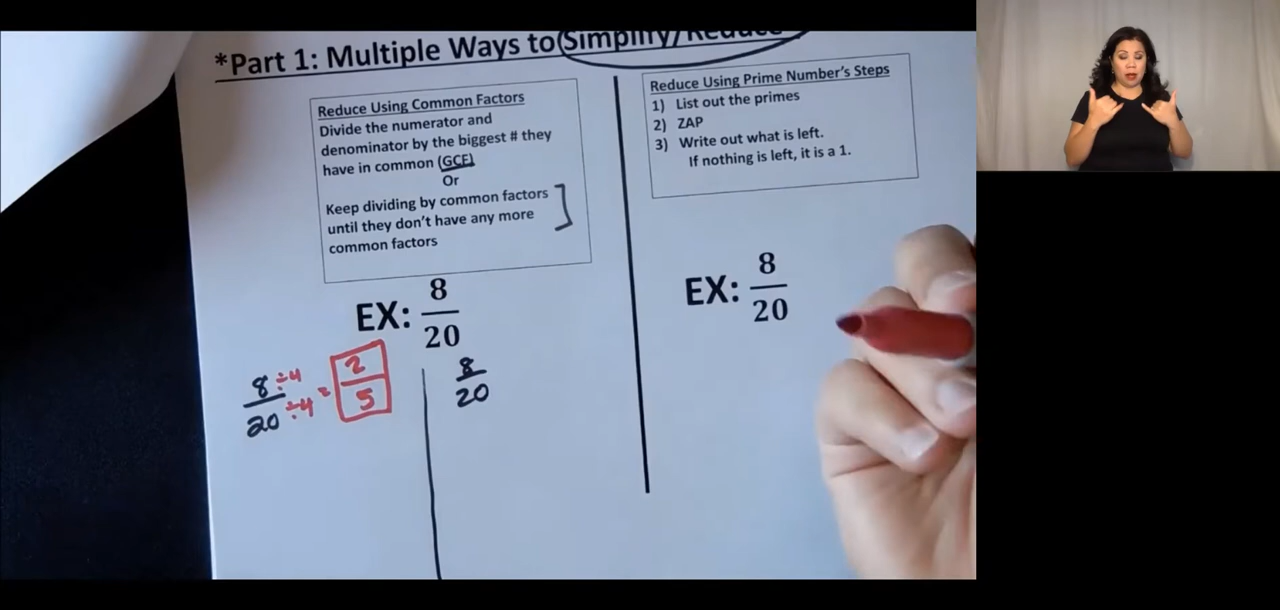 *Part 1: Multiple Ways to (Simplify/Reduce
Reduce Using Common Factors
Divide the numerator and
denominator by the biggest # they
have in common (GCF)
Or
Keep dividing by common factors
until they don't have any more
common factors
EX: 8
20
8 ÷4 = 2
20 ÷4 5
8
20
Reduce Using Prime Number's Steps
1) List out the primes
2) ZAP
3) Write out what is left.
If nothing is left, it is a 1.
EX: 8
20